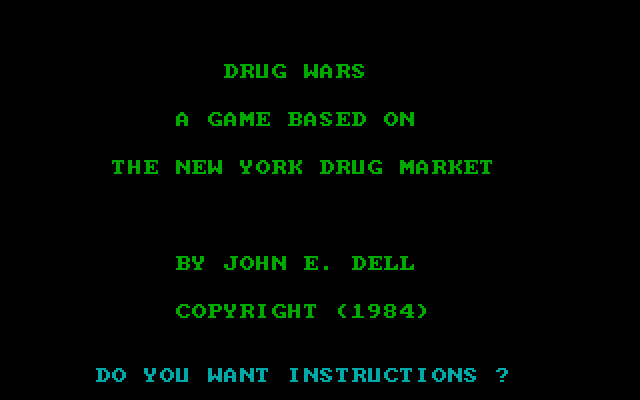 DRUG WARS
A GAME BASED ON
THE NEW YORK DRUG MARKET
BY JOHN E. DELL
COPYRIGHT (1984)
DO YOU WANT INSTRUCTIONS ?